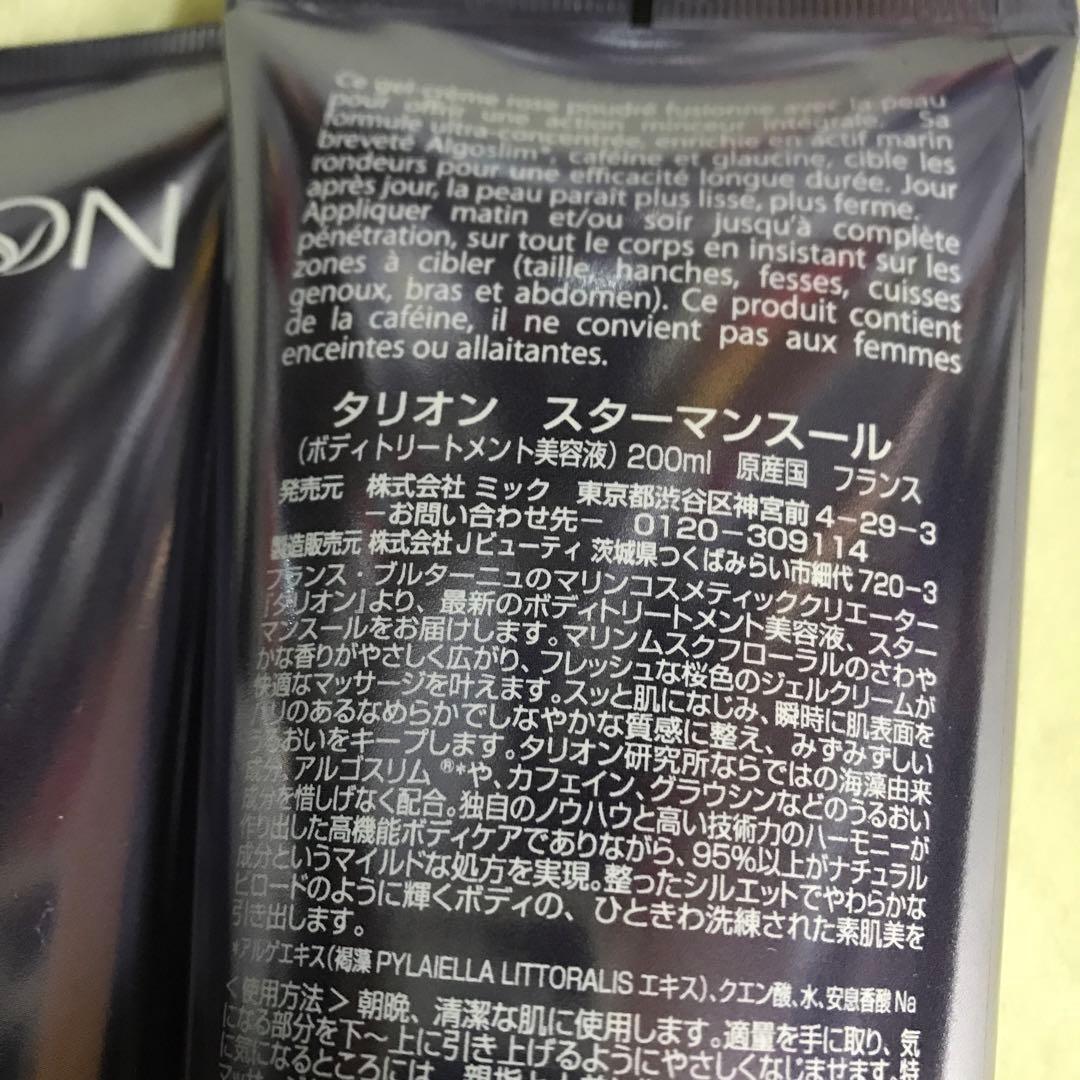 ON
Ce gel-crème rose poudré fusionne avec la peau
pour offrir une action minceur intégrale. Sa
formule ultra-concentrée, enrichie en actif marin
breveté Algoslim*, caféine et glaucine, cible les
rondeurs pour une efficacité longue durée. Jour
après jour, la peau paraît plus lisse, plus ferme.
Appliquer matin et/ou soir jusqu'à complète
pénétration, sur tout le corps en insistant sur les
zones à cibler (taille, hanches, fesses, cuisses
genoux, bras et abdomen). Ce produit contient
de la caféine, il ne convient pas aux femmes
enceintes ou allaitantes.
タリオン スターマンスール
(ボディトリートメント美容液) 200ml 原産国 フランス
発売元 株式会社 ミック 東京都渋谷区神宮前 4-29-3
－お問い合わせ先－ 0120-309114
製造販売元 株式会社Jビューティ 茨城県つくばみらい市細代 720-3
フランス・ブルターニュのマリンコスメティッククリエーター
「タリオン」より、最新のボディトリートメント美容液、スター
マンスールをお届けします。マリンムスクフローラルのさわや
かな香りがやさしく広がり、フレッシュな桜色のジェルクリームが
快適なマッサージを叶えます。スッと肌になじみ、瞬時に肌表面を
ハリのあるなめらかでしなやかな質感に整え、みずみずしい
うるおいをキープします。タリオン研究所ならではの海藻由来
成分、アルゴスリム®*や、カフェイン、グラウシンなどのうるおい
成分を惜しげなく配合。独自のノウハウと高い技術力のハーモニーが
作り出した高機能ボディケアでありながら、95%以上がナチュラル
成分というマイルドな処方を実現。整ったシルエットでやわらかな
ビロードのように輝くボディの、ひときわ洗練された素肌美を
引き出します。
*アルゲエキス(褐藻 PYLAIELLA LITTORALIS エキス)、クエン酸、水、安息香酸 Na
＜使用方法＞ 朝晩、清潔な肌に使用します。適量を手に取り、気
になる部分を下～上に引き上げるようにやさしくなじませます。特
に気になるところには、親指と